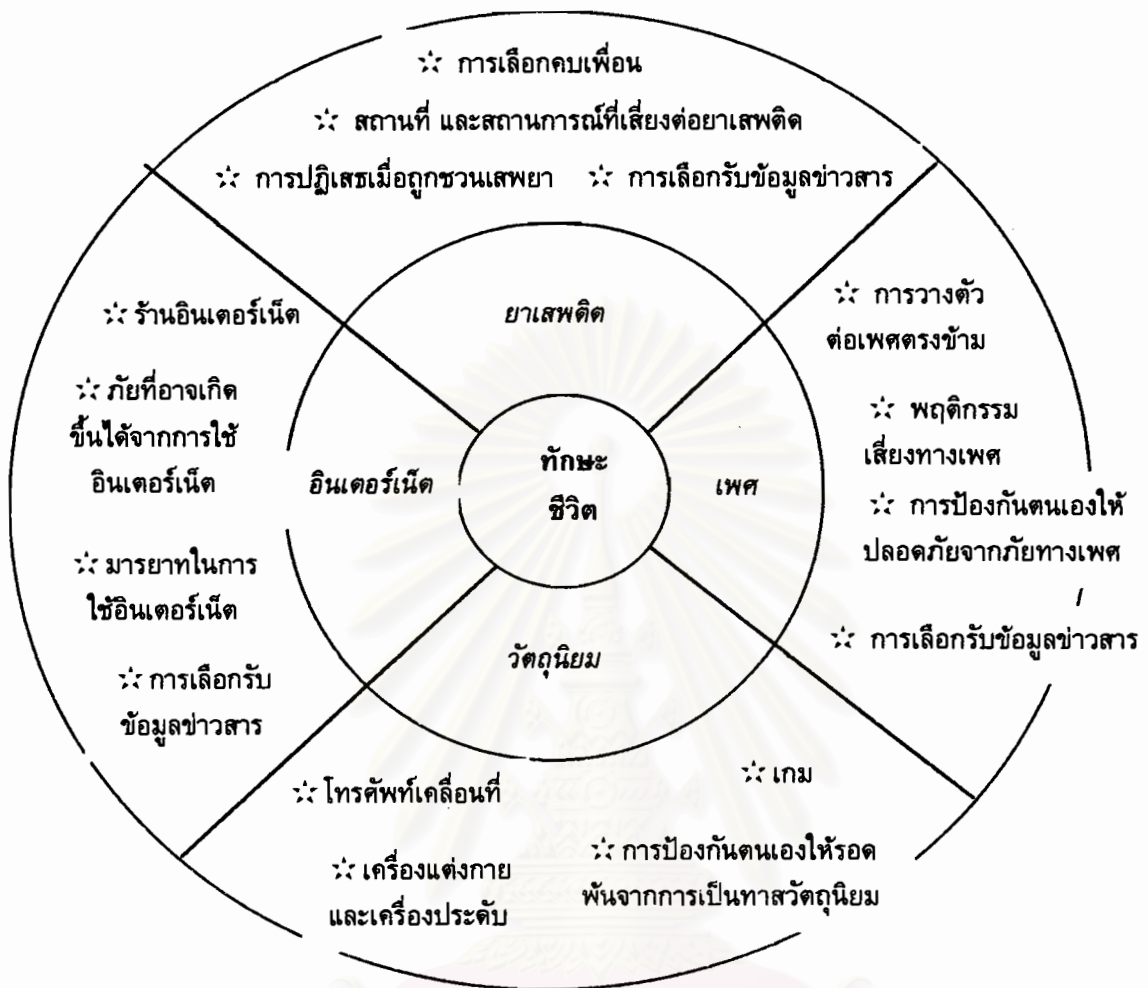 ☆ การเลือกคบเพื่อน
☆ สถานที่ และสถานการณ์ที่เสี่ยงต่อยาเสพติด
☆ การปฏิเสธเมื่อถูกชวนเสพยา ☆ การเลือกรับข้อมูลข่าวสาร
ยาเสพติด
☆ ร้านอินเตอร์เน็ต
☆ ภัยที่อาจเกิด
ขึ้นได้จากการใช้
อินเตอร์เน็ต
☆ มารยาทในการ
ใช้อินเตอร์เน็ต
☆ การเลือกรับ
ข้อมูลข่าวสาร
อินเตอร์เน็ต
ทักษะ
ชีวิต
เพศ
☆ การวางตัว
ต่อเพศตรงข้าม
☆ พฤติกรรม
เสี่ยงทางเพศ
☆ การป้องกันตนเองให้
ปลอดภัยจากภัยทางเพศ
☆ การเลือกรับข้อมูลข่าวสาร
วัตถุนิยม
☆ โทรศัพท์เคลื่อนที่
☆ เกม
☆ เครื่องแต่งกาย
และเครื่องประดับ
☆ การป้องกันตนเองให้รอด
พ้นจากการเป็นทาสวัตถุนิยม